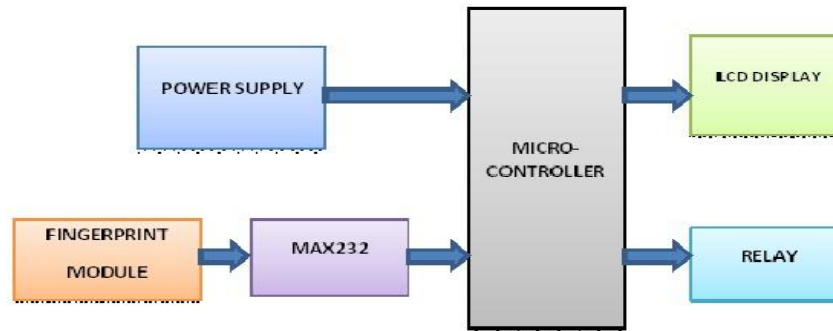 POWER SUPPLY
LCD DISPLAY
MICRO-
CONTROLLER
FINGERPRINT
MODULE
MAX232
RELAY